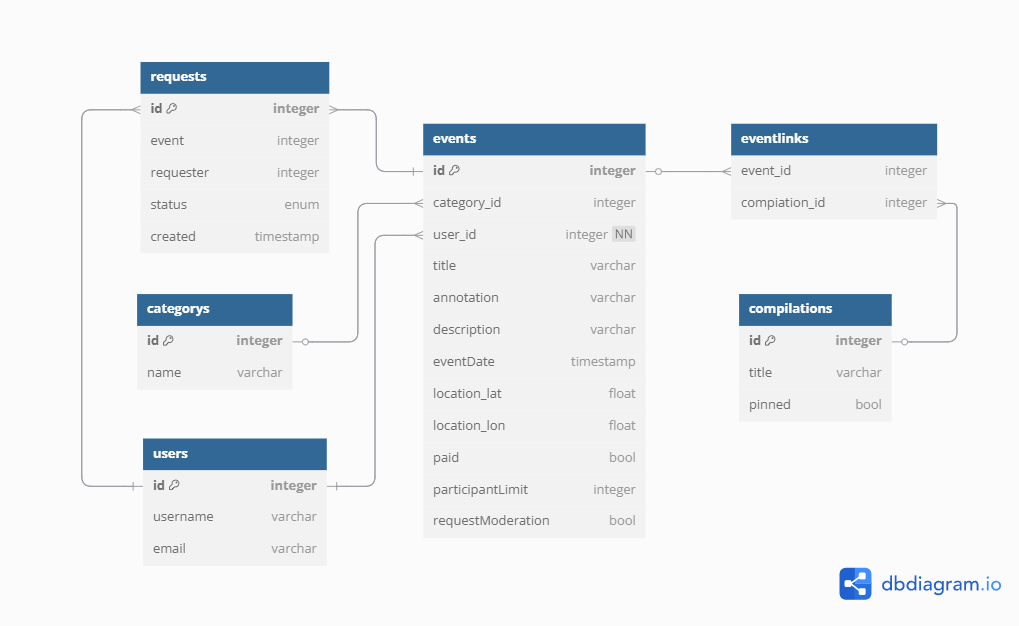 requests
id integer
event integer
requester integer
status enum
created timestamp
categorys
id integer
name varchar
users
id integer
username varchar
email varchar
events
id integer
category_id integer
user_id integer NN
title varchar
annotation varchar
description varchar
eventDate timestamp
location_lat float
location_lon float
paid bool
participantLimit integer
requestModeration bool
eventlinks
event_id integer
compiation_id integer
compilations
id integer
title varchar
pinned bool
dbdiagram.io